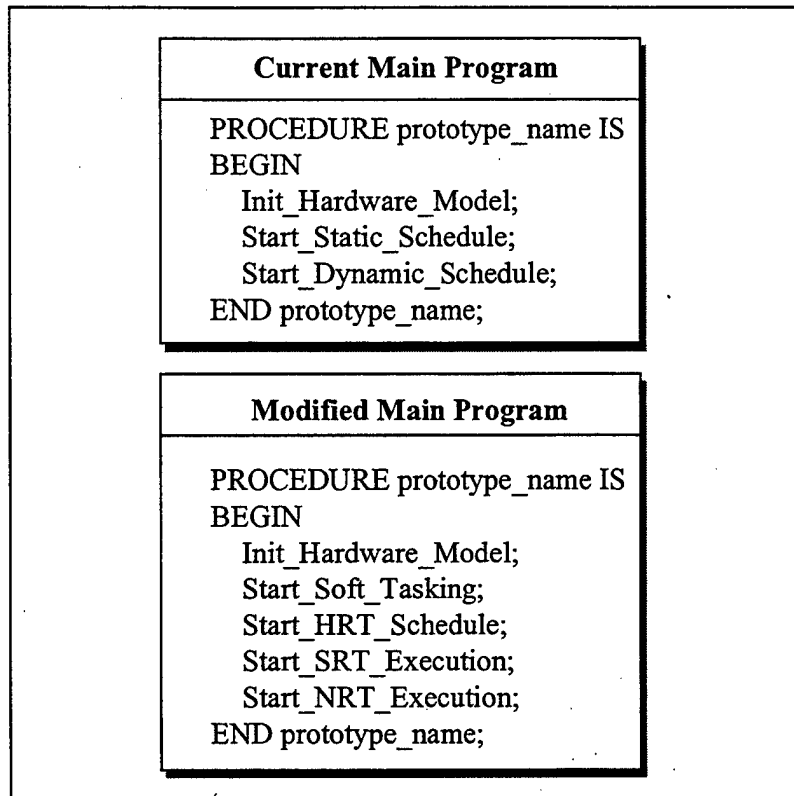 Current Main Program
PROCEDURE prototype_name IS
BEGIN
Init_Hardware_Model;
Start_Static_Schedule;
Start_Dynamic_Schedule;
END prototype_name;
Modified Main Program
PROCEDURE prototype_name IS
BEGIN
Init_Hardware_Model;
Start_Soft_Tasking;
Start_HRT_Schedule;
Start_SRT_Execution;
Start_NRT_Execution;
END prototype_name;